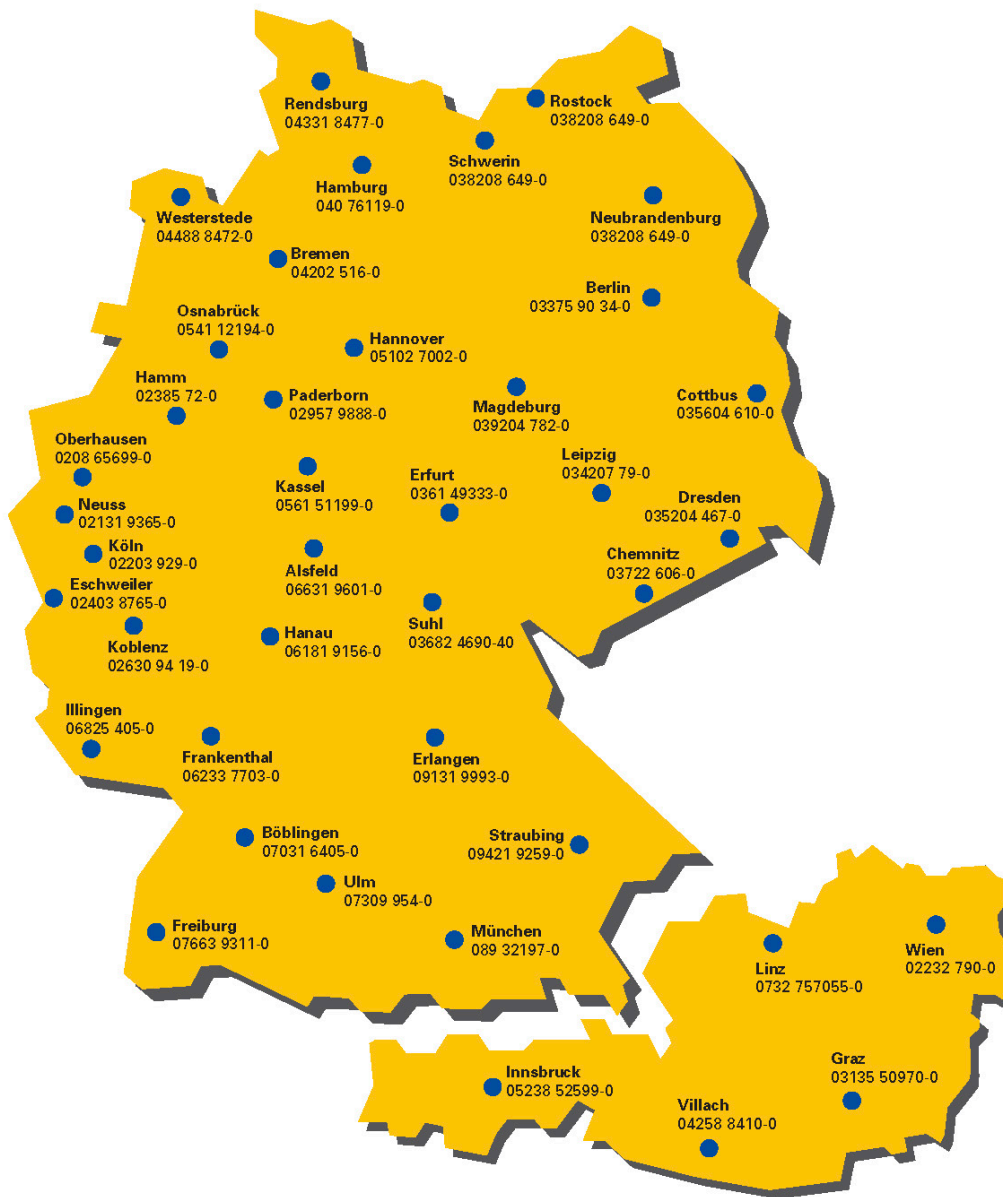 Rendsburg
04331 8477-0
Rostock
038208 649-0
Schwerin
038208 649-0
Hamburg
040 76119-0
Westerstede
04488 8472-0
Neubrandenburg
038208 649-0
Bremen
04202 516-0
Berlin
03375 90 34-0
Osnabrück
0541 12194-0
Hannover
05102 7002-0
Hamm
02385 72-0
Paderborn
02957 9888-0
Magdeburg
039204 782-0
Cottbus
035604 610-0
Oberhausen
0208 65699-0
Kassel
0561 51199-0
Erfurt
0361 49333-0
Leipzig
034207 79-0
Neuss
02131 9365-0
Dresden
035204 467-0
Köln
02203 929-0
Alsfeld
06631 9601-0
Chemnitz
03722 606-0
Eschweiler
02403 8765-0
Suhl
03682 4690-40
Koblenz
02630 94 19-0
Hanau
06181 9156-0
Illingen
06825 405-0
Frankenthal
06233 7703-0
Erlangen
09131 9993-0
Böblingen
07031 6405-0
Straubing
09421 9259-0
Ulm
07309 954-0
Freiburg
07663 9311-0
München
089 32197-0
Linz
0732 757055-0
Wien
02232 790-0
Innsbruck
05238 52599-0
Graz
03135 50970-0
Villach
04258 8410-0